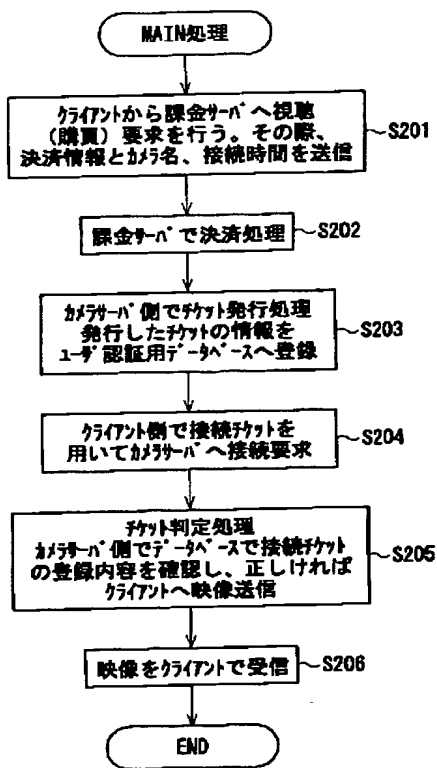 MAIN処理
クライアントから課金サーバへ視聴
(購買)要求を行う。その際、
決済情報とカメラ名、接続時間を送信
S201
課金サーバで決済処理
S202
カメラサーバ側でチケット発行処理
発行したチケットの情報を
ユーザ認証用データベースへ登録
S203
クライアント側で接続チケットを
用いてカメラサーバへ接続要求
S204
チケット判定処理
カメラサーバ側でデータベースで接続チケット
の登録内容を確認し、正しければ
クライアントへ映像送信
S205
映像をクライアントで受信
S206
END